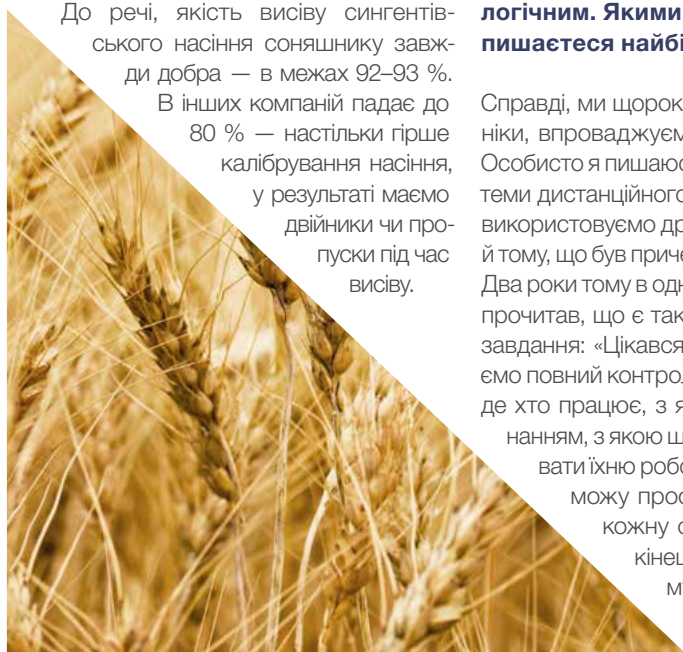 До речі, якість висіву сингентів-
ського насіння соняшнику завж-
ди добра — в межах 92–93 %.
В інших компаній падає до
80 % — настільки гірше
калібрування насіння,
у результаті маємо
двійники чи про-
пуски під час
висіву.
логічним. Якими
Справді, ми щорок
ніки, впроваджуєм
Особисто я пишаюс
теми дистанційного
використовуємо др
й тому, що був приче
Два роки тому в одн
прочитав, що є так
завдання: «Цікався
ємо повний контрол
де хто працює, з я
нанням, з якою ш
вати їхню робо
можу прос
кожну с
кінец